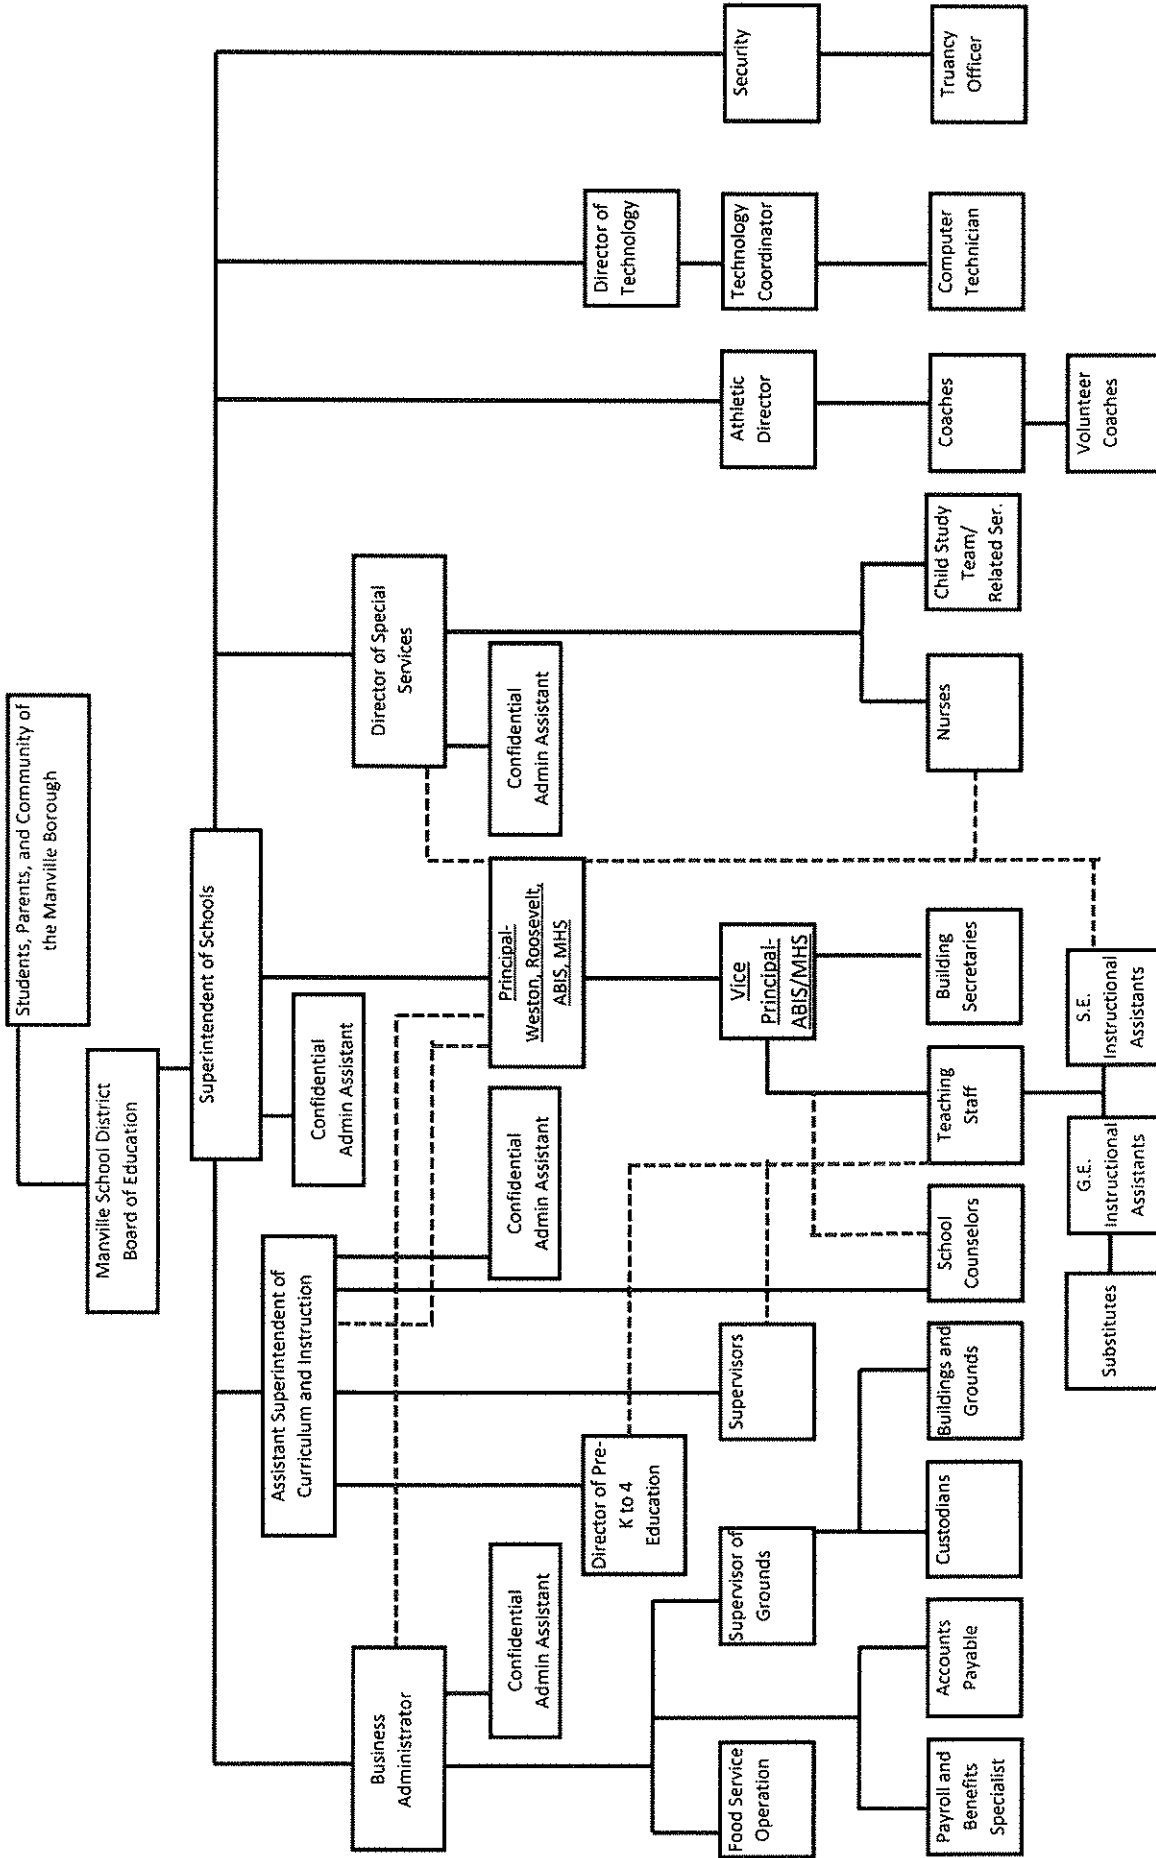 Students, Parents, and Community of
the Manville Borough
Manville School District
Board of Education
Superintendent of Schools
Confidential
Admin Assistant
Assistant Superintendent of
Curriculum and Instruction
Business
Administrator
Director of Special
Services
Confidential
Admin Assistant
Confidential
Admin Assistant
Principal-
Weston, Roosevelt,
ABIS, MHS
Confidential
Admin Assistant
Director of Pre-
K to 4
Education
Director of
Technology
Food Service
Operation
Supervisor of
Grounds
Supervisors
Vice
Principal-
ABIS/MHS
Athletic
Director
Technology
Coordinator
Security
Payroll and
Benefits
Specialist
Accounts
Payable
Custodians
Buildings and
Grounds
School
Counselors
Teaching
Staff
Building
Secretaries
Nurses
Child Study
Team/
Related Ser.
Coaches
Computer
Technician
Truancy
Officer
Substitutes
G.E.
Instructional
Assistants
S.E.
Instructional
Assistants
Volunteer
Coaches